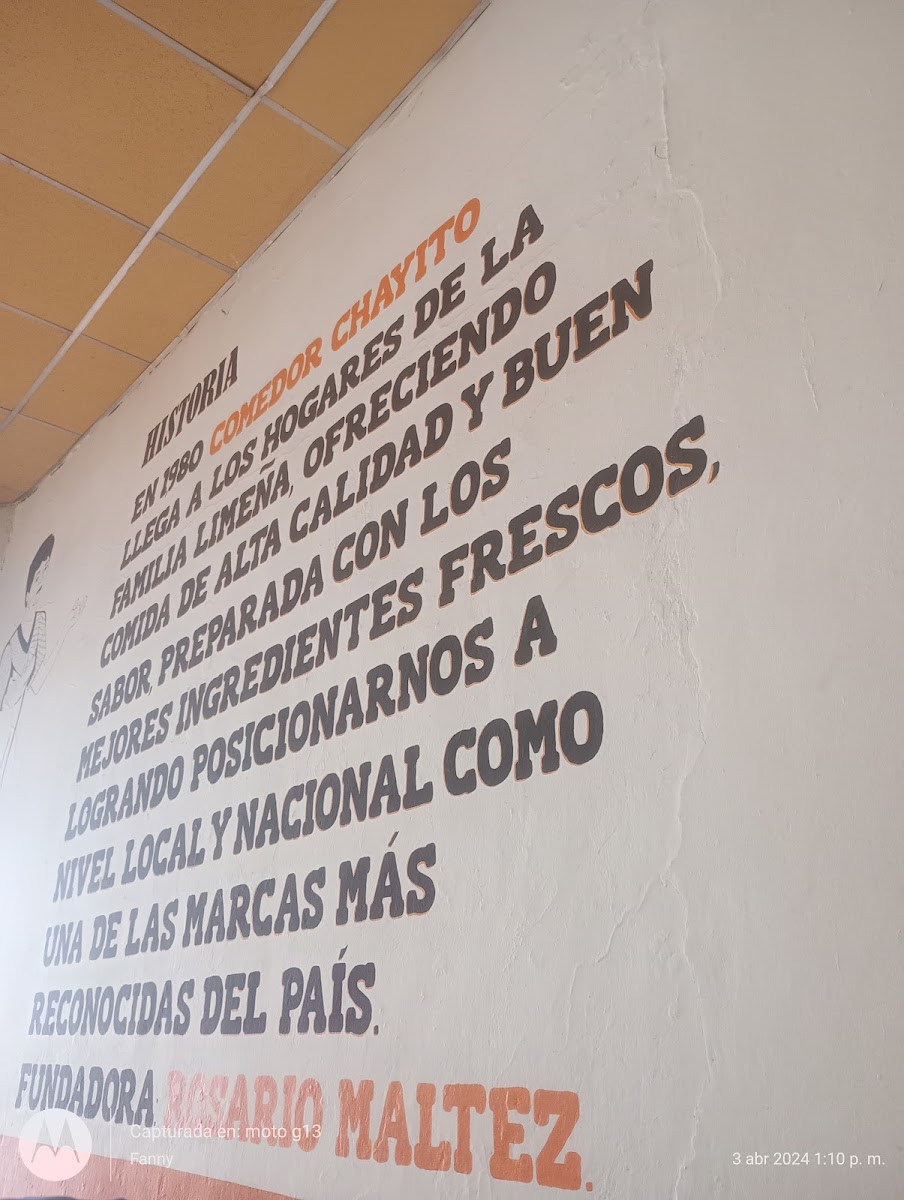 HISTORIA
EN 1980 COMEDOR CHAYITO
LLEGA A LOS HOGARES DE LA
FAMILIA LIMEÑA, OFRECIENDO
COMIDA DE ALTA CALIDAD Y BUEN
SABOR, PREPARADA CON LOS
MEJORES INGREDIENTES FRESCOS,
LOGRANDO POSICIONARNOS A
NIVEL LOCAL Y NACIONAL COMO
UNA DE LAS MARCAS MÁS
RECONOCIDAS DEL PAÍS.
FUNDADORA ROSARIO MALTEZ.
Capturada en: moto g13
Fanny
3 abr 2024 1:10 p. m.